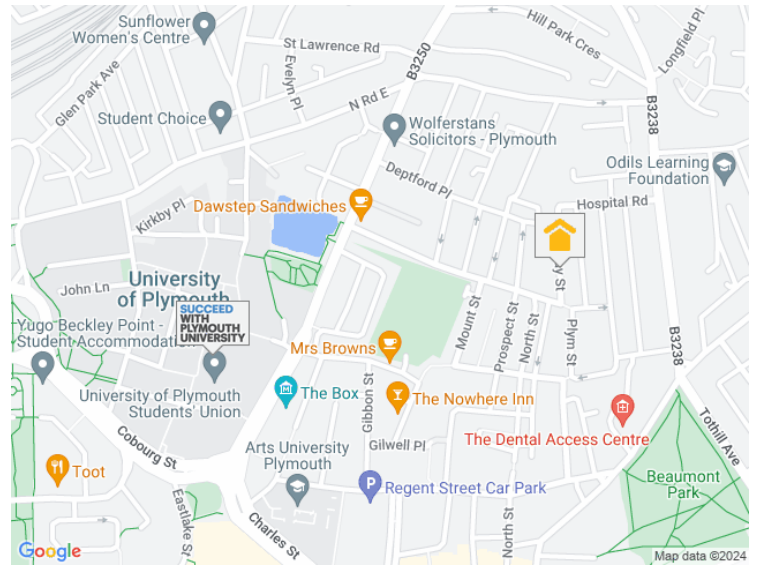 Sunflower
Women's Centre
Hill Park Cres
Longfield Pl
St Lawrence Rd
B3250
Glen Park Ave
Evelyn Pl
N Rd E
B3238
Student Choice
Wolferstans
Solicitors - Plymouth
Odils Learning
Foundation
Deptford Pl
Kirkby Pl
Dawstep Sandwiches
Hospital Rd
University
of Plymouth
John Ln
SUCCEED
WITH
PLYMOUTH
UNIVERSITY
Yugo Beckley Point -
Student Accommodation
Mount St
Prospect St
North St
Plym St
B3238
Mrs Browns
University of Plymouth
Students' Union
The Box
Gibbon St
The Nowhere Inn
The Dental Access Centre
Tothill Ave
Cobourg St
Arts University
Plymouth
Gilwell Pl
Toot
Regent Street Car Park
Beaumont
Park
Eastlake St
Charles St
North St
Google
Map data ©2024